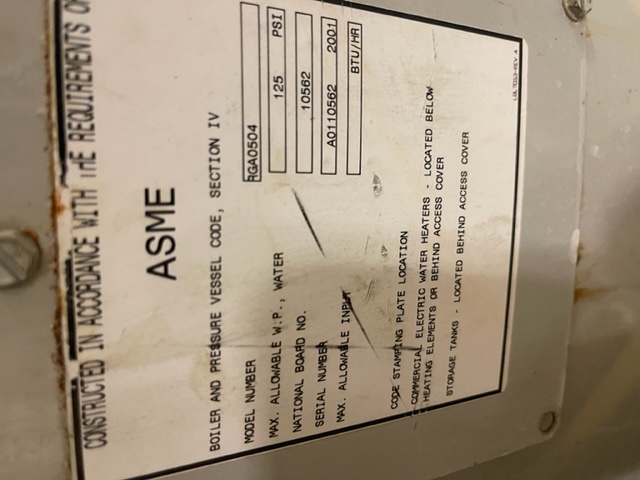 CONSTRUCTED IN ACCORDANCE WITH THE REQUIREMENTS
ASME
BOILER AND PRESSURE VESSEL CODE, SECTION IV
MODEL NUMBER RGA0504
MAX. ALLOWABLE W.P., WATER 125 PSI
NATIONAL BOARD NO. 10562
SERIAL NUMBER A0110562 2001
MAX. ALLOWABLE INPUT BTU/HR
CODE STAMPING PLATE LOCATION
COMMERCIAL ELECTRIC WATER HEATERS - LOCATED BELOW
HEATING ELEMENTS OR BEHIND ACCESS COVER
STORAGE TANKS - LOCATED BEHIND ACCESS COVER